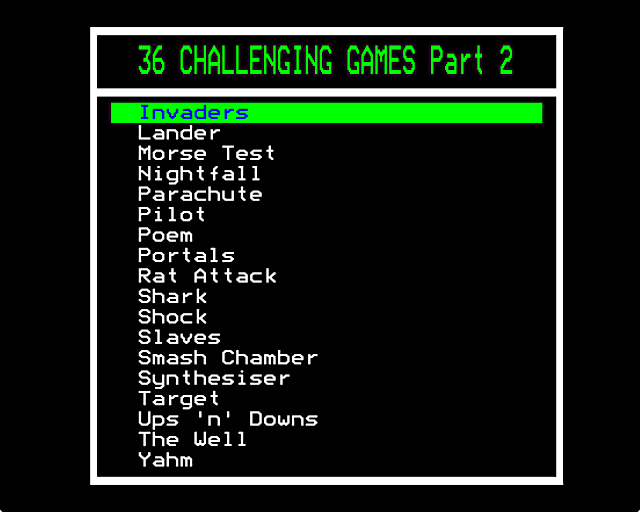 36 CHALLENGING GAMES Part 2
Invaders
Lander
Morse Test
Nightfall
Parachute
Pilot
Poem
Portals
Rat Attack
Shark
Shock
Slaves
Smash Chamber
Synthesiser
Target
Ups 'n' Downs
The Well
Yahm